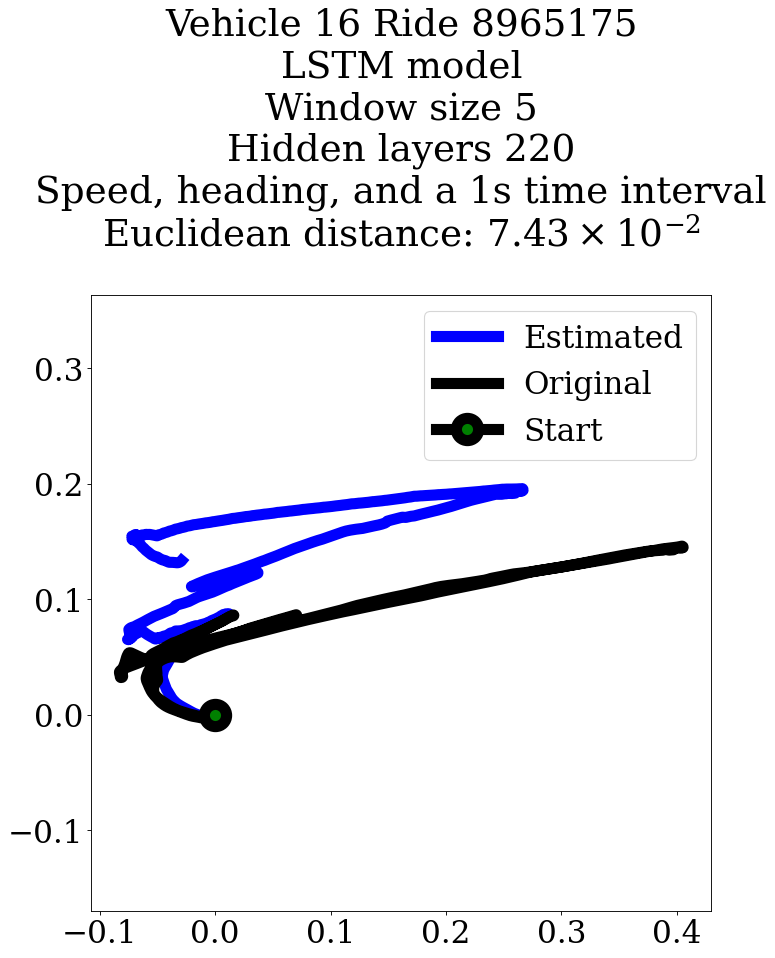 Vehicle 16 Ride 8965175
LSTM model
Window size 5
Hidden layers 220
Speed, heading, and a 1s time interval
Euclidean distance: 7.43 × 10⁻²
Estimated
Original
Start
0.3
0.2
0.1
0.0
−0.1
−0.1 0.0 0.1 0.2 0.3 0.4